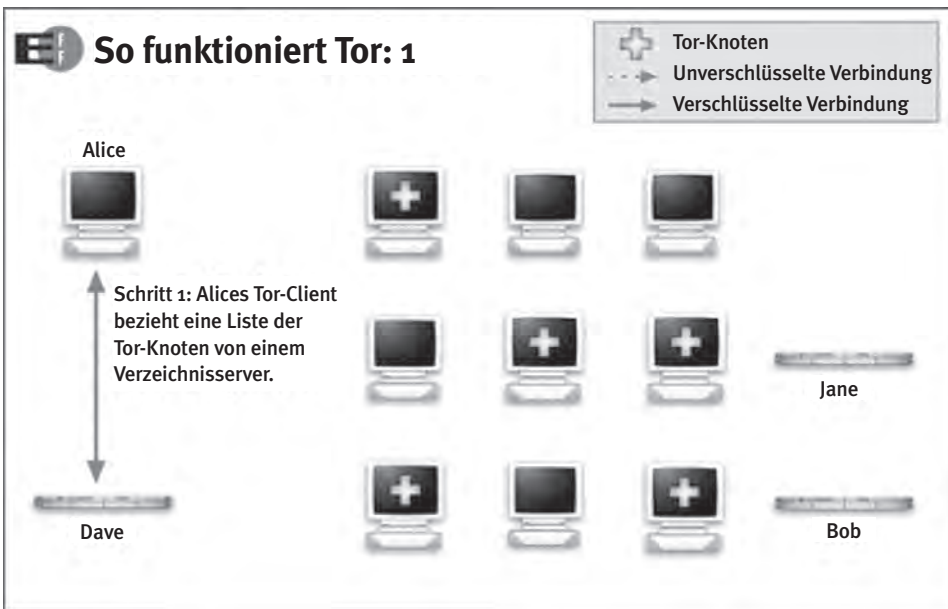 EFF So funktioniert Tor: 1
Tor-Knoten
Unverschlüsselte Verbindung
Verschlüsselte Verbindung
Alice
Schritt 1: Alices Tor-Client
bezieht eine Liste der
Tor-Knoten von einem
Verzeichnisserver.
Jane
Dave
Bob